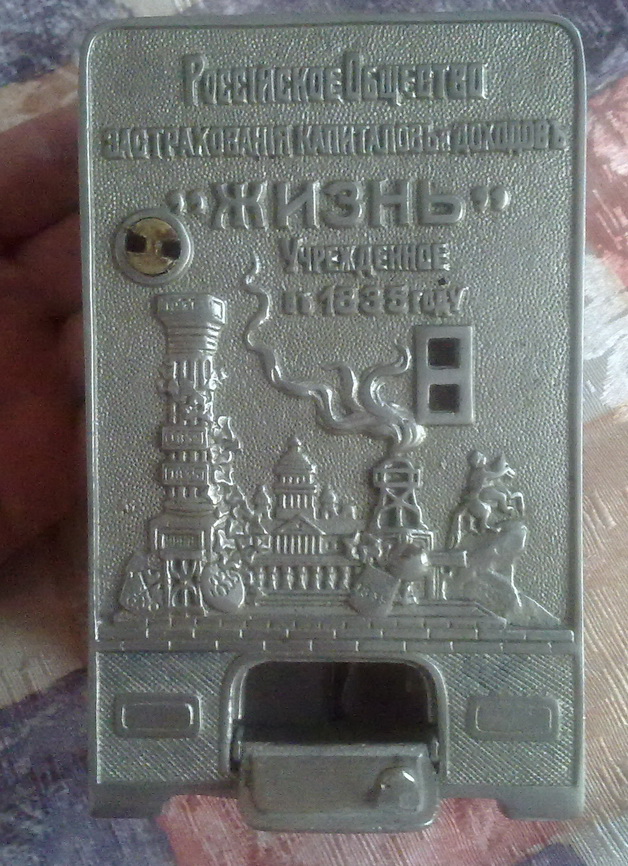 Россійское Общество
застрахованія капиталовъ и доходовъ
„ЖИЗНЬ”
Учрежденное
въ 1835 году